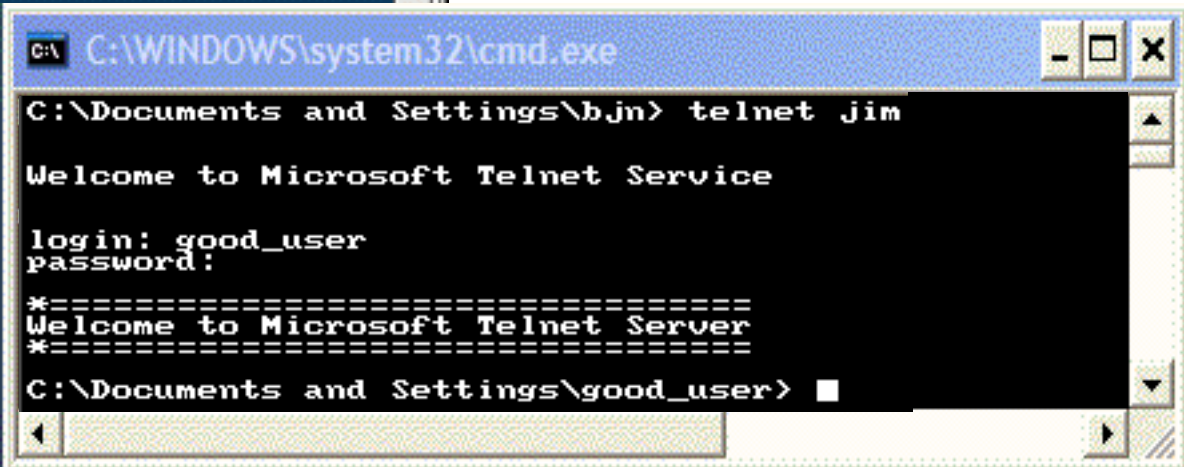 C:\WINDOWS\system32\cmd.exe
C:\Documents and Settings\bjn> telnet jim
Welcome to Microsoft Telnet Service
login: good_user
password:
*=================================
Welcome to Microsoft Telnet Server
*=================================
C:\Documents and Settings\good_user>